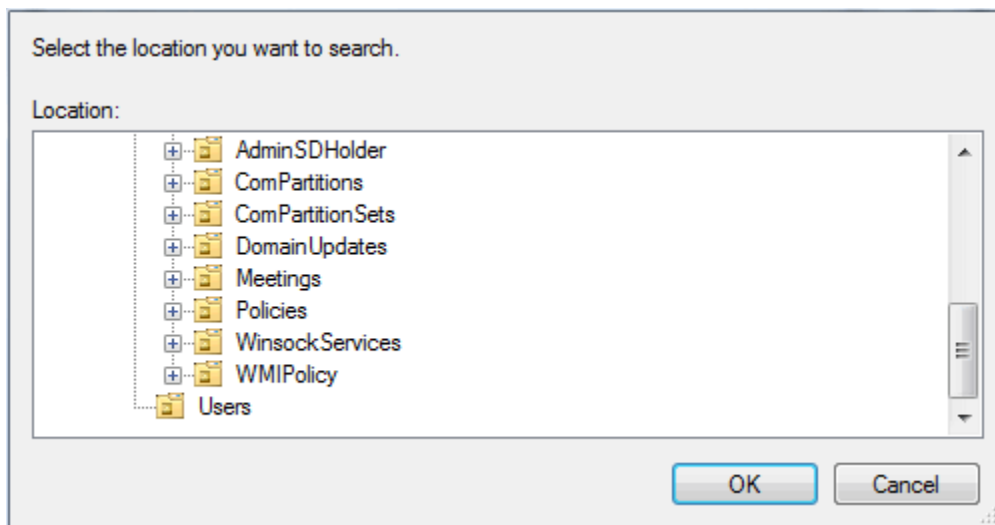 Select the location you want to search.
Location:
AdminSDHolder
ComPartitions
ComPartitionSets
DomainUpdates
Meetings
Policies
WinsockServices
WMIPolicy
Users
OK Cancel